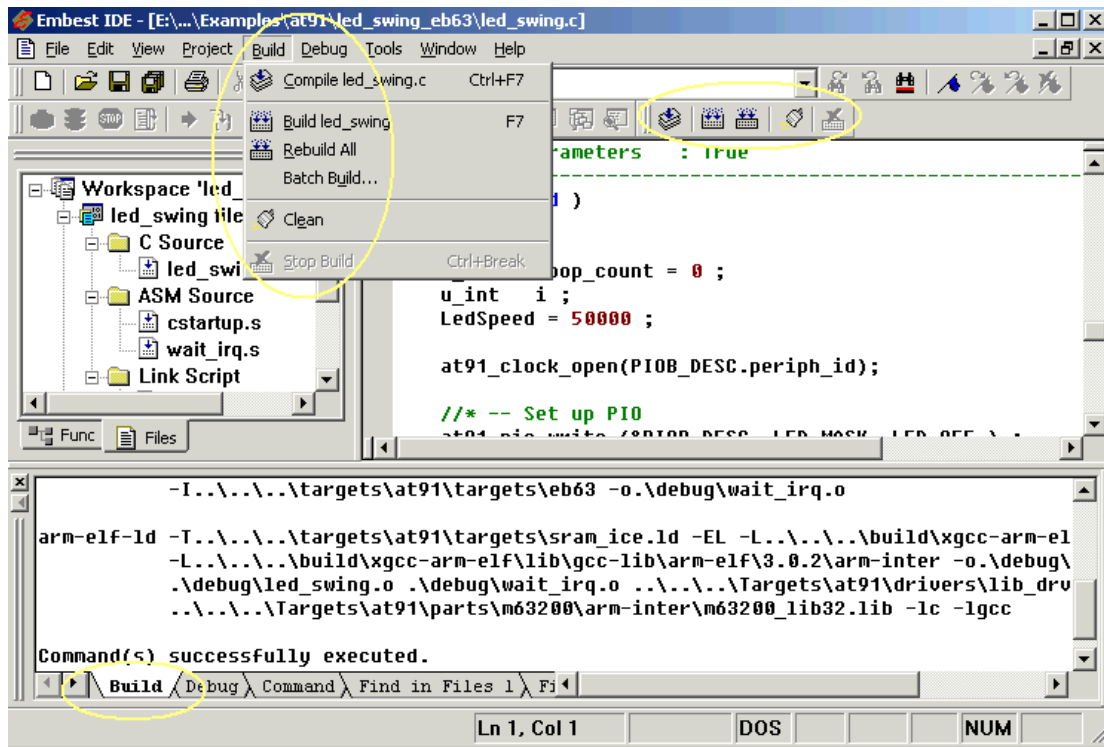 Embest IDE - [E:\...\Examples\at91\led_swing_eb63\led_swing.c]
File Edit View Project Build Debug Tools Window Help
Compile led_swing.c Ctrl+F7
Build led_swing F7
Rebuild All
Batch Build...
Clean
Stop Build Ctrl+Break
STOP
Workspace 'led_
led_swing file
C Source
led_swi
ASM Source
cstartup.s
wait_irq.s
Link Script
Func Files
rameters : True
)
oop_count = 0 ;
u_int i ;
LedSpeed = 50000 ;
at91_clock_open(PIOB_DESC.periph_id);
//* -- Set up PIO
at91_pio_write (&PIOB_DESC, LED_MASK, LED_OFF ) ;
-I..\..\..\targets\at91\targets\eb63 -o.\debug\wait_irq.o
arm-elf-ld -T..\..\..\targets\at91\targets\sram_ice.ld -EL -L..\..\..\build\xgcc-arm-el
-L..\..\..\build\xgcc-arm-elf\lib\gcc-lib\arm-elf\3.0.2\arm-inter -o.\debug\
.\debug\led_swing.o .\debug\wait_irq.o ..\..\..\Targets\at91\drivers\lib_drv
..\..\..\Targets\at91\parts\m63200\arm-inter\m63200_lib32.lib -lc -lgcc
Command(s) successfully executed.
Build Debug Command Find in Files 1 Fi
Ln 1, Col 1 DOS NUM